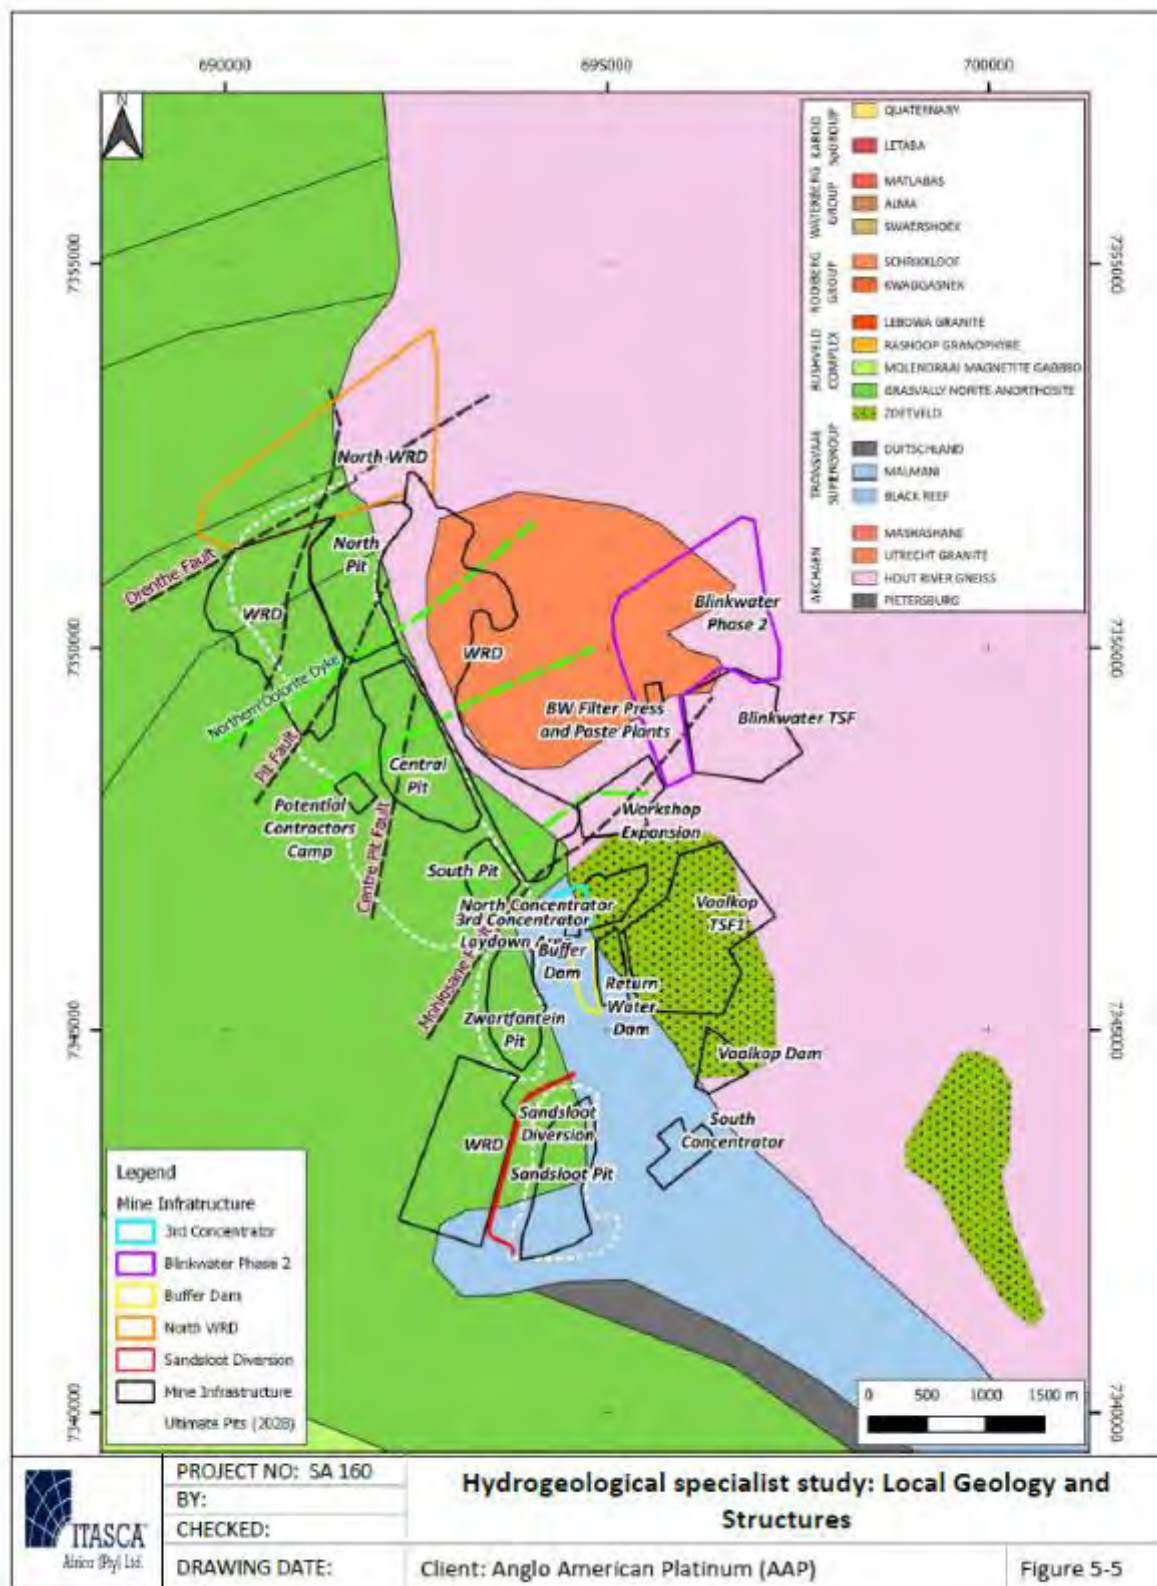 690000
695000
700000
N
7355000
7355000
7350000
7350000
7345000
7345000
7340000
7340000
KAROO
SpGROUP
QUATERNARY
LETABA
WATERBERG
GROUP
MATLABAS
ALMA
SWAERSHOEK
ROOIBERG
GROUP
SCHRIKKLOOF
KWAGGASNEK
BUSHVELD
COMPLEX
LEBOWA GRANITE
RASHOOP GRANOPHYRE
MOLENDRAAI MAGNETITE GABBRO
GRASVALLY NORITE ANORTHOSITE
ZOETVELD
TRANSVAAL
SUPERGROUP
DUITSCHLAND
MALMANI
BLACK REEF
ARCHAEN
MASHASHANE
UTRECHT GRANITE
HOUT RIVER GNEISS
PIETERSBURG
North WRD
North
Pit
Drenthe Fault
WRD
WRD
Blinkwater
Phase 2
Northern Dolorite Dyke
BW Filter Press
and Paste Plants
Blinkwater TSF
Pit Fault
Central
Pit
Potential
Contractors
Camp
Workshop
Expansion
Centre Pit Fault
South Pit
North Concentrator
3rd Concentrator
Laydown Area
Vaalkop
TSF1
Buffer
Dam
Return
Water
Dam
Mohlosane Fault
Zwartfontein
Pit
Vaalkop Dam
Sandsloot
Diversion
WRD
South
Concentrator
Sandsloot Pit
Legend
Mine Infratructure
3rd Concentrator
Blinkwater Phase 2
Buffer Dam
North WRD
Sandsloot Diversion
Mine Infrastructure
Ultimate Pits (2028)
0 500 1000 1500 m
ITASCA
Africa (Pty) Ltd.
PROJECT NO: SA 160
BY:
CHECKED:
DRAWING DATE:
Hydrogeological specialist study: Local Geology and
Structures
Client: Anglo American Platinum (AAP)
Figure 5-5